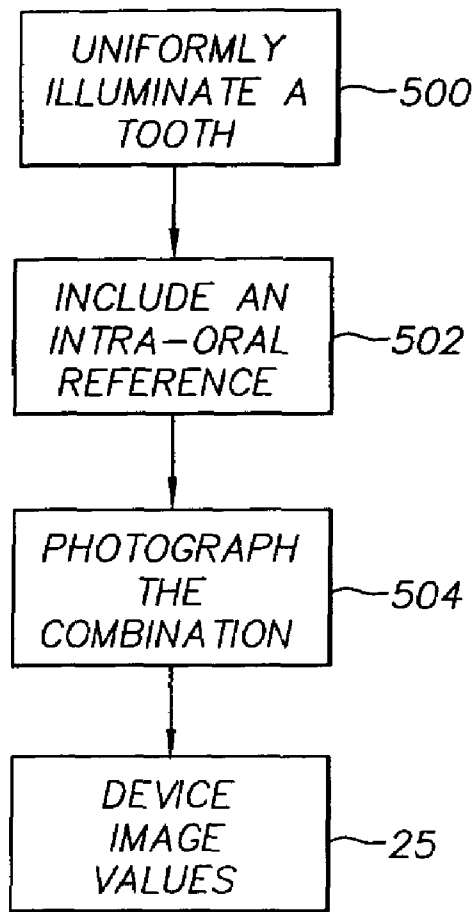 UNIFORMLY
ILLUMINATE A
TOOTH
500
INCLUDE AN
INTRA-ORAL
REFERENCE
502
PHOTOGRAPH
THE
COMBINATION
504
DEVICE
IMAGE
VALUES
25